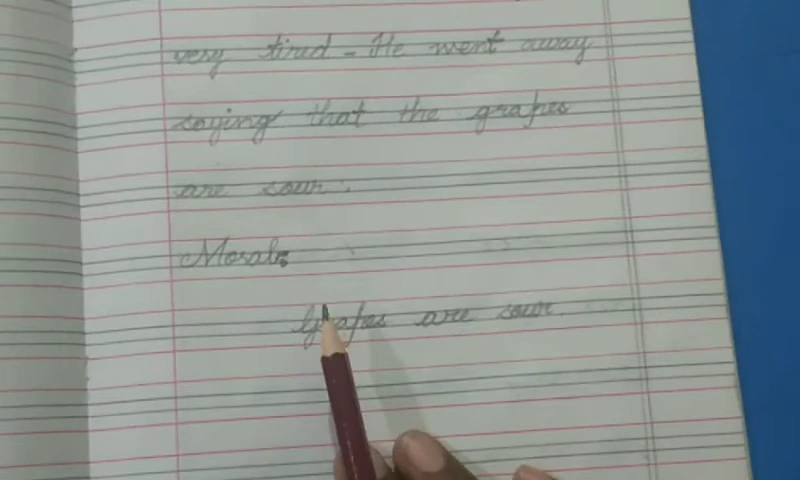 very tired - He went away
saying that the grapes
are sour.
Moral:
Grapes are sour.